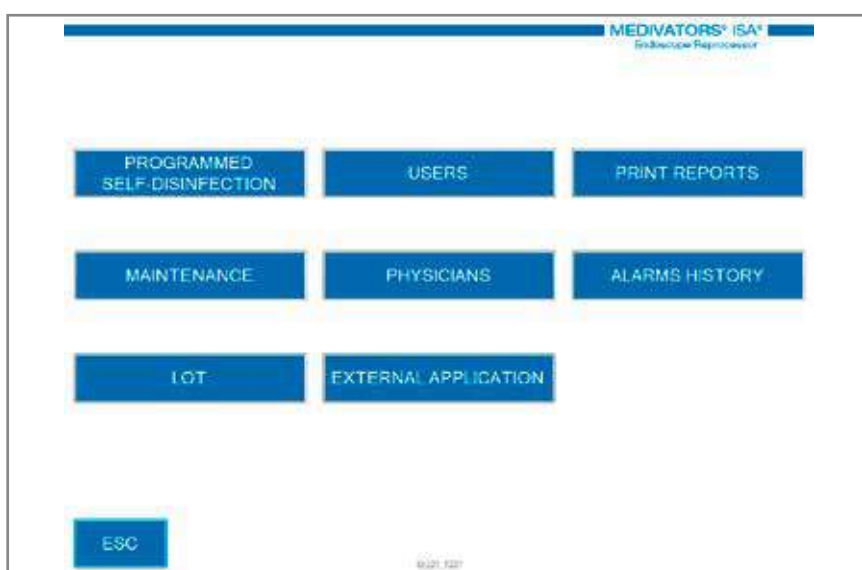 MEDIVATORS® ISA®
Endoscope Reprocessor
PROGRAMMED
SELF-DISINFECTION
USERS
PRINT REPORTS
MAINTENANCE
PHYSICIANS
ALARMS HISTORY
LOT
EXTERNAL APPLICATION
ESC